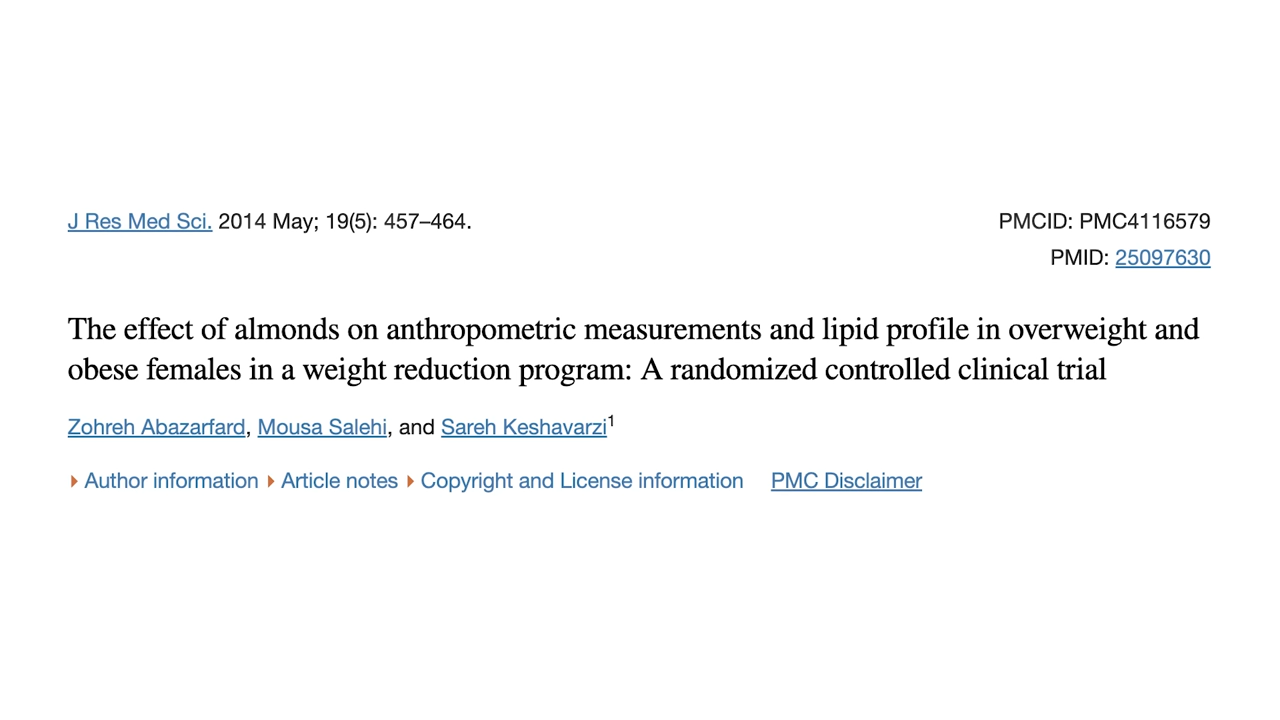 J Res Med Sci. 2014 May; 19(5): 457–464.
PMCID: PMC4116579
PMID: 25097630
The effect of almonds on anthropometric measurements and lipid profile in overweight and
obese females in a weight reduction program: A randomized controlled clinical trial
Zohreh Abazarfard, Mousa Salehi, and Sareh Keshavarzi1
Author information Article notes Copyright and License information PMC Disclaimer